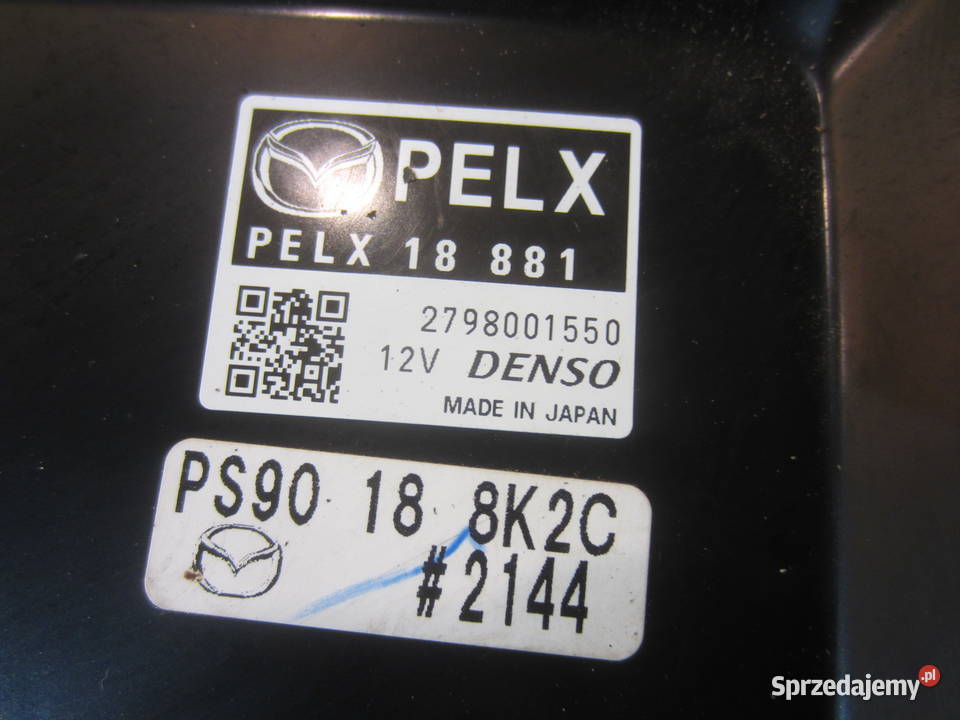 PELX
PELX 18 881
2798001550
12V DENSO
MADE IN JAPAN
PS90 18 8K2C
#2144
Sprzedajemy.pl